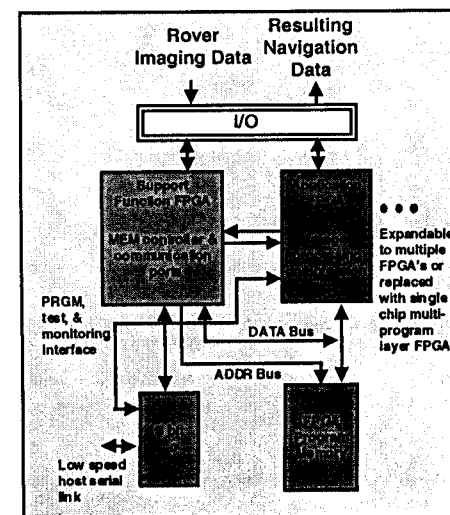 Rover
Imaging Data
Resulting
Navigation
Data
I/O
Support
Function FPGA
MEM controller &
communication
ports
Expandable
to multiple
FPGA's or
replaced
with single
chip multi-
program
layer FPGA
PRGM,
test, &
monitoring
interface
DATA Bus
ADDR Bus
Low speed
host serial
link